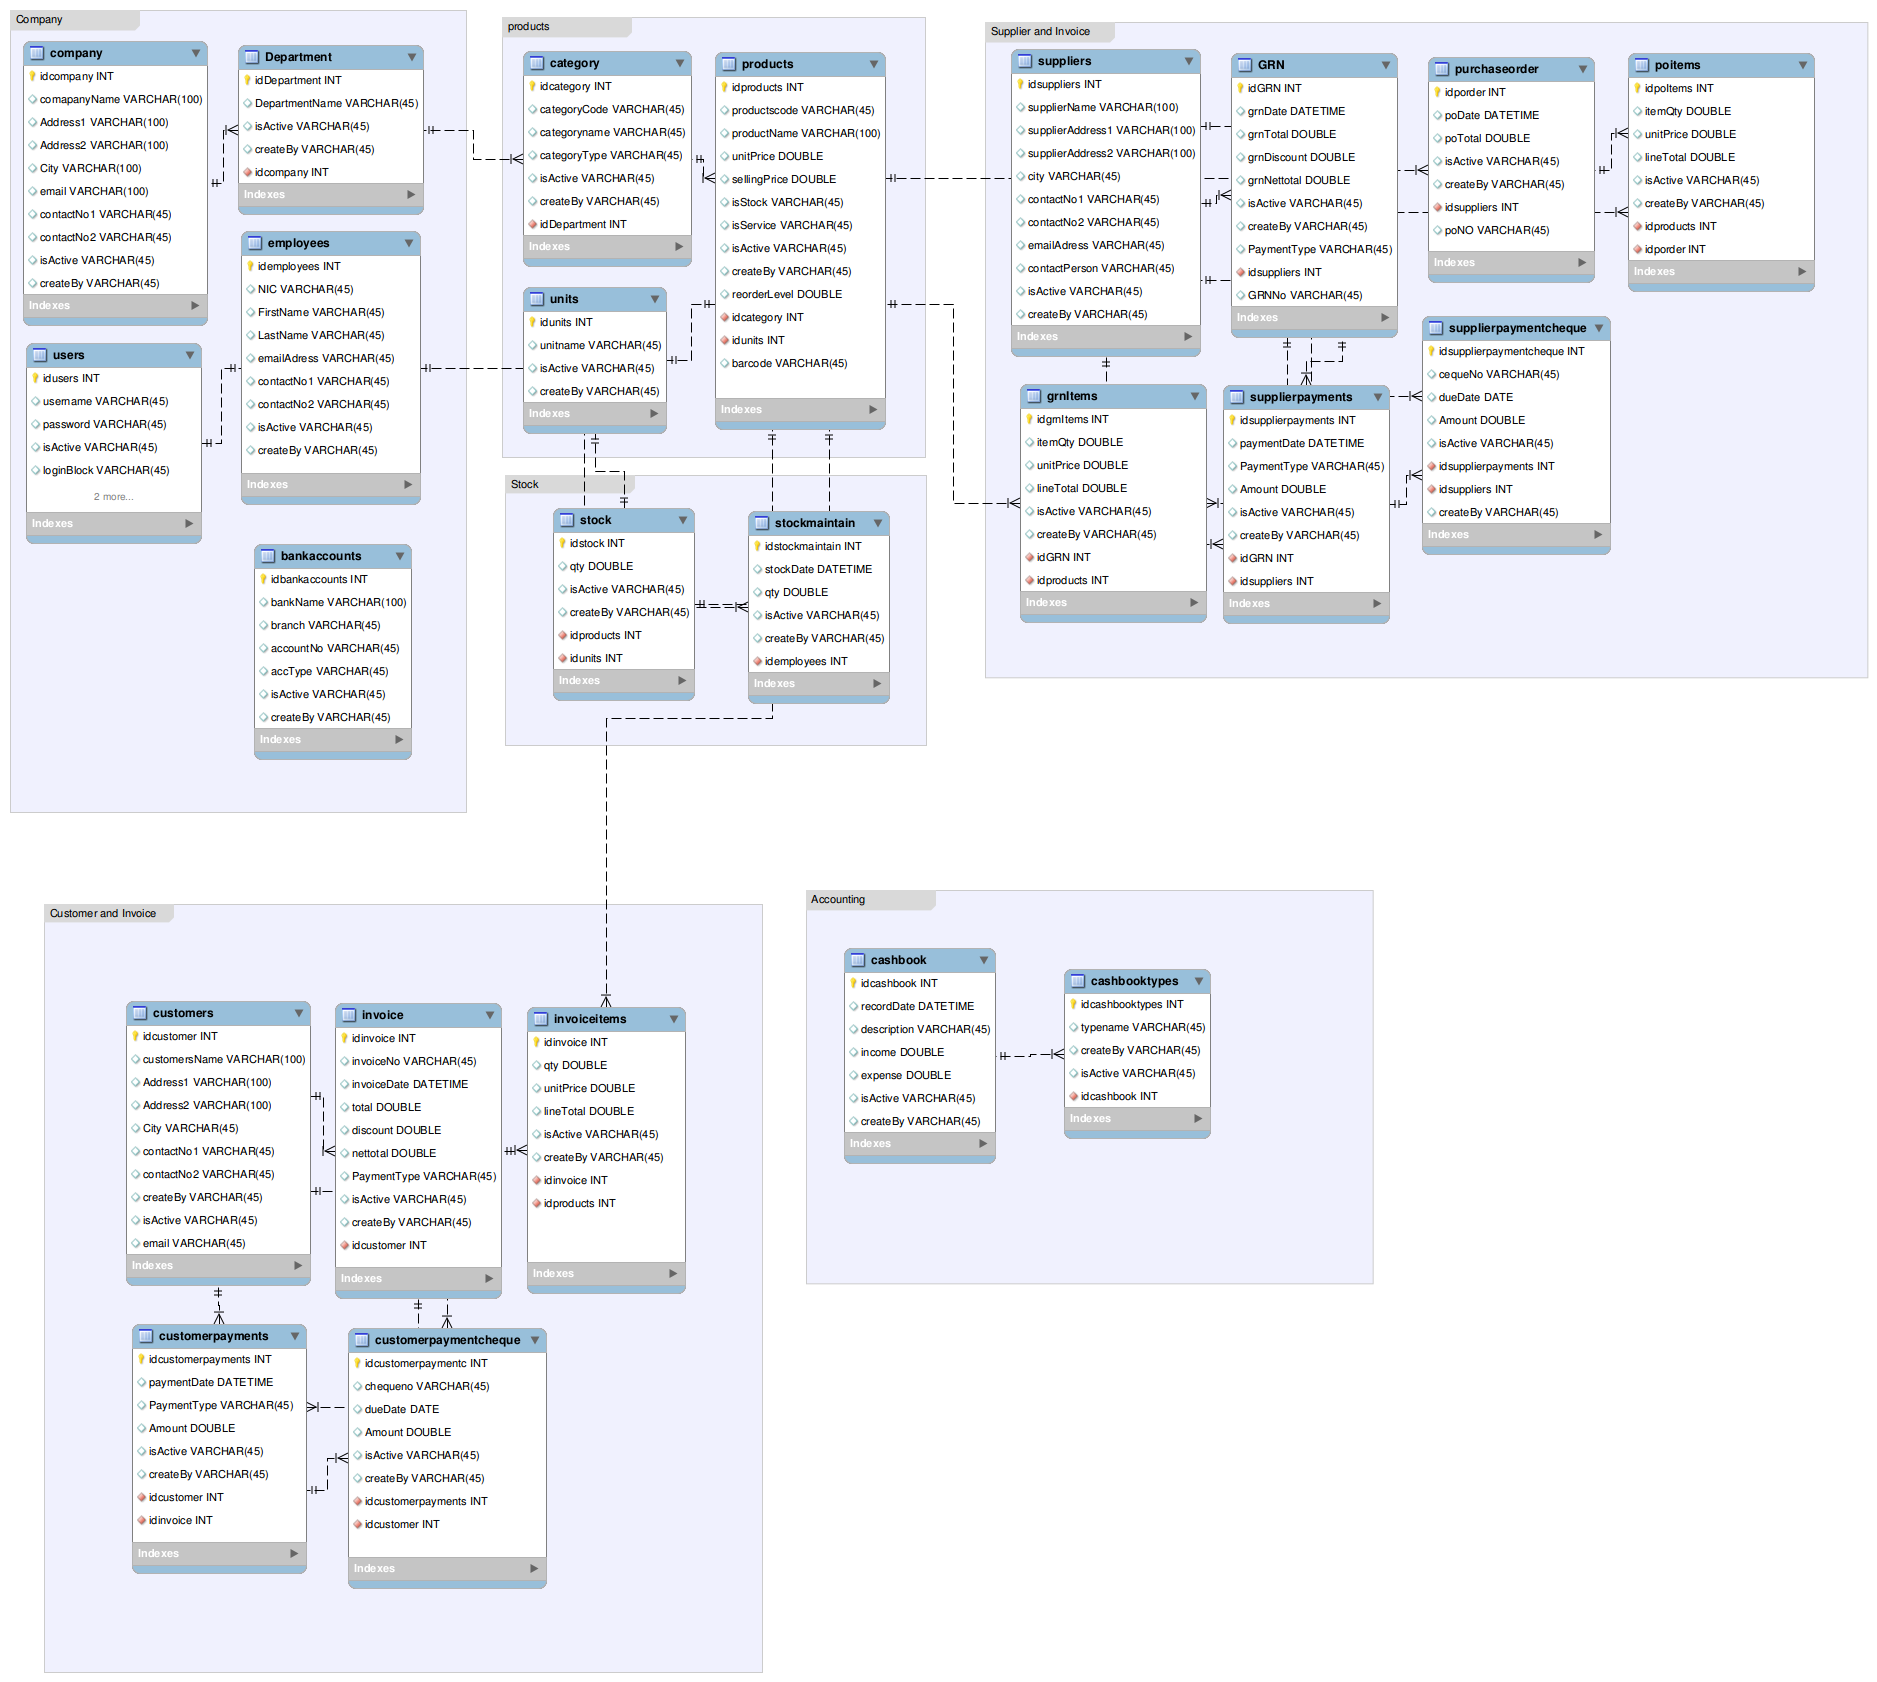 Company
company
idcompany INT
comapanyName VARCHAR(100)
Address1 VARCHAR(100)
Address2 VARCHAR(100)
City VARCHAR(100)
email VARCHAR(100)
contactNo1 VARCHAR(45)
contactNo2 VARCHAR(45)
isActive VARCHAR(45)
createBy VARCHAR(45)
Indexes
Department
idDepartment INT
DepartmentName VARCHAR(45)
isActive VARCHAR(45)
createBy VARCHAR(45)
idcompany INT
Indexes
employees
idemployees INT
NIC VARCHAR(45)
FirstName VARCHAR(45)
LastName VARCHAR(45)
emailAdress VARCHAR(45)
contactNo1 VARCHAR(45)
contactNo2 VARCHAR(45)
isActive VARCHAR(45)
createBy VARCHAR(45)
Indexes
users
idusers INT
username VARCHAR(45)
password VARCHAR(45)
isActive VARCHAR(45)
loginBlock VARCHAR(45)
2 more...
Indexes
bankaccounts
idbankaccounts INT
bankName VARCHAR(100)
branch VARCHAR(45)
accountNo VARCHAR(45)
accType VARCHAR(45)
isActive VARCHAR(45)
createBy VARCHAR(45)
Indexes
products
category
idcategory INT
categoryCode VARCHAR(45)
categoryname VARCHAR(45)
categoryType VARCHAR(45)
isActive VARCHAR(45)
createBy VARCHAR(45)
idDepartment INT
Indexes
products
idproducts INT
productscode VARCHAR(45)
productName VARCHAR(100)
unitPrice DOUBLE
sellingPrice DOUBLE
isStock VARCHAR(45)
isService VARCHAR(45)
isActive VARCHAR(45)
createBy VARCHAR(45)
reorderLevel DOUBLE
idcategory INT
idunits INT
barcode VARCHAR(45)
Indexes
units
idunits INT
unitname VARCHAR(45)
isActive VARCHAR(45)
createBy VARCHAR(45)
Indexes
Stock
stock
idstock INT
qty DOUBLE
isActive VARCHAR(45)
createBy VARCHAR(45)
idproducts INT
idunits INT
Indexes
stockmaintain
idstockmaintain INT
stockDate DATETIME
qty DOUBLE
isActive VARCHAR(45)
createBy VARCHAR(45)
idemployees INT
Indexes
Supplier and Invoice
suppliers
idsuppliers INT
supplierName VARCHAR(100)
supplierAddress1 VARCHAR(100)
supplierAddress2 VARCHAR(100)
city VARCHAR(45)
contactNo1 VARCHAR(45)
contactNo2 VARCHAR(45)
emailAdress VARCHAR(45)
contactPerson VARCHAR(45)
isActive VARCHAR(45)
createBy VARCHAR(45)
Indexes
GRN
idGRN INT
grnDate DATETIME
grnTotal DOUBLE
grnDiscount DOUBLE
grnNettotal DOUBLE
isActive VARCHAR(45)
createBy VARCHAR(45)
PaymentType VARCHAR(45)
idsuppliers INT
GRNNo VARCHAR(45)
Indexes
purchaseorder
idporder INT
poDate DATETIME
poTotal DOUBLE
isActive VARCHAR(45)
createBy VARCHAR(45)
idsuppliers INT
poNO VARCHAR(45)
Indexes
poitems
idpoItems INT
itemQty DOUBLE
unitPrice DOUBLE
lineTotal DOUBLE
isActive VARCHAR(45)
createBy VARCHAR(45)
idproducts INT
idporder INT
Indexes
grnItems
idgrnItems INT
itemQty DOUBLE
unitPrice DOUBLE
lineTotal DOUBLE
isActive VARCHAR(45)
createBy VARCHAR(45)
idGRN INT
idproducts INT
Indexes
supplierpayments
idsupplierpayments INT
paymentDate DATETIME
PaymentType VARCHAR(45)
Amount DOUBLE
isActive VARCHAR(45)
createBy VARCHAR(45)
idGRN INT
idsuppliers INT
Indexes
supplierpaymentcheque
idsupplierpaymentcheque INT
cequeNo VARCHAR(45)
dueDate DATE
Amount DOUBLE
isActive VARCHAR(45)
idsupplierpayments INT
idsuppliers INT
createBy VARCHAR(45)
Indexes
Customer and Invoice
customers
idcustomer INT
customersName VARCHAR(100)
Address1 VARCHAR(100)
Address2 VARCHAR(100)
City VARCHAR(45)
contactNo1 VARCHAR(45)
contactNo2 VARCHAR(45)
createBy VARCHAR(45)
isActive VARCHAR(45)
email VARCHAR(45)
Indexes
invoice
idinvoice INT
invoiceNo VARCHAR(45)
invoiceDate DATETIME
total DOUBLE
discount DOUBLE
nettotal DOUBLE
PaymentType VARCHAR(45)
isActive VARCHAR(45)
createBy VARCHAR(45)
idcustomer INT
Indexes
invoiceitems
idinvoice INT
qty DOUBLE
unitPrice DOUBLE
lineTotal DOUBLE
isActive VARCHAR(45)
createBy VARCHAR(45)
idinvoice INT
idproducts INT
Indexes
customerpayments
idcustomerpayments INT
paymentDate DATETIME
PaymentType VARCHAR(45)
Amount DOUBLE
isActive VARCHAR(45)
createBy VARCHAR(45)
idcustomer INT
idinvoice INT
Indexes
customerpaymentcheque
idcustomerpaymentc INT
chequeno VARCHAR(45)
dueDate DATE
Amount DOUBLE
isActive VARCHAR(45)
createBy VARCHAR(45)
idcustomerpayments INT
idcustomer INT
Indexes
Accounting
cashbook
idcashbook INT
recordDate DATETIME
description VARCHAR(45)
income DOUBLE
expense DOUBLE
isActive VARCHAR(45)
createBy VARCHAR(45)
Indexes
cashbooktypes
idcashbooktypes INT
typename VARCHAR(45)
createBy VARCHAR(45)
isActive VARCHAR(45)
idcashbook INT
Indexes